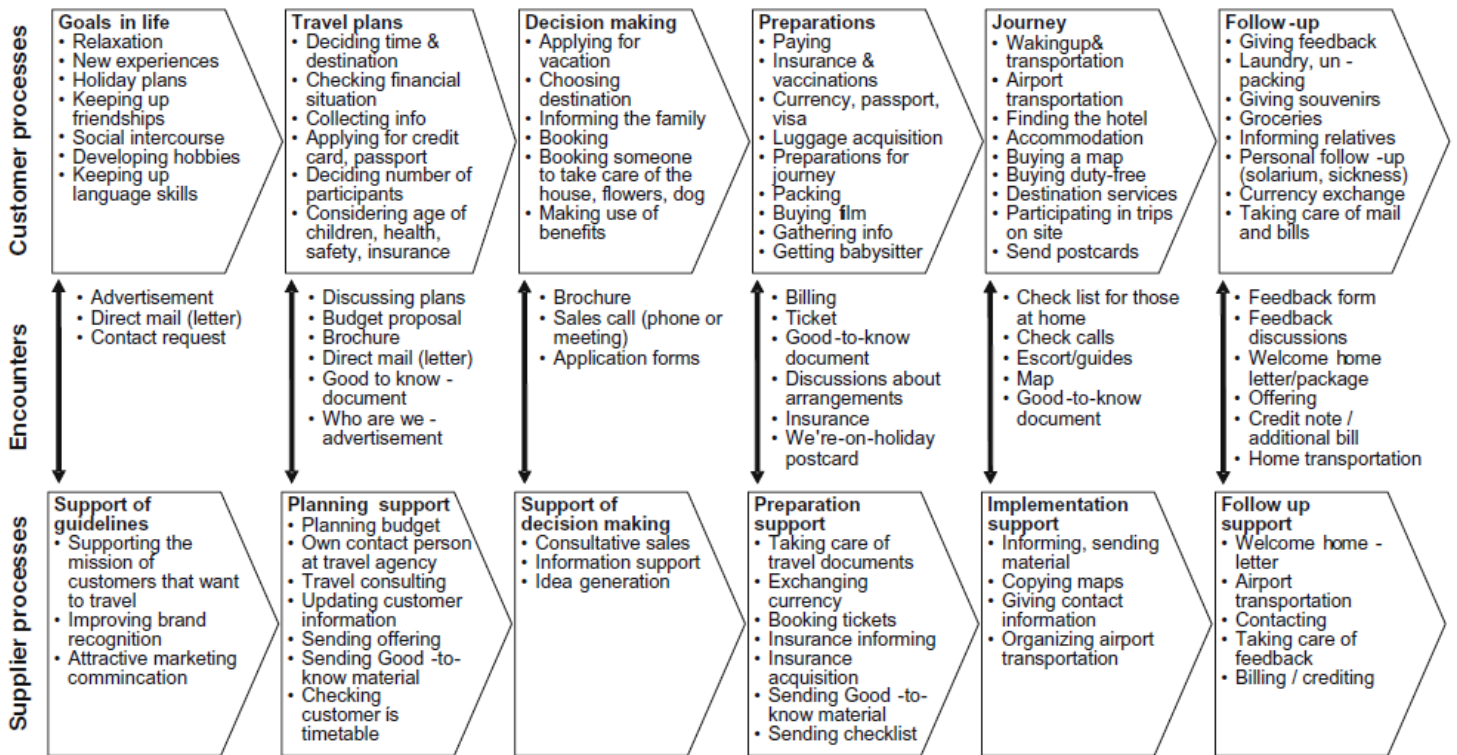 Customer processes
Goals in life
• Relaxation
• New experiences
• Holiday plans
• Keeping up
friendships
• Social intercourse
• Developing hobbies
• Keeping up
language skills
Travel plans
• Deciding time &
destination
• Checking financial
situation
• Collecting info
• Applying for credit
card, passport
• Deciding number of
participants
• Considering age of
children, health,
safety, insurance
Decision making
• Applying for
vacation
• Choosing
destination
• Informing the family
• Booking
• Booking someone
to take care of the
house, flowers, dog
• Making use of
benefits
Preparations
• Paying
• Insurance &
vaccinations
• Currency, passport,
visa
• Luggage acquisition
• Preparations for
journey
• Packing
• Buying film
• Gathering info
• Getting babysitter
Journey
• Wakingup&
transportation
• Airport
transportation
• Finding the hotel
• Accommodation
• Buying a map
• Buying duty-free
• Destination services
• Participating in trips
on site
• Send postcards
Follow-up
• Giving feedback
• Laundry, un -
packing
• Giving souvenirs
• Groceries
• Informing relatives
• Personal follow -up
(solarium, sickness)
• Currency exchange
• Taking care of mail
and bills
Encounters
• Advertisement
• Direct mail (letter)
• Contact request
• Discussing plans
• Budget proposal
• Brochure
• Direct mail (letter)
• Good to know -
document
• Who are we -
advertisement
• Brochure
• Sales call (phone or
meeting)
• Application forms
• Billing
• Ticket
• Good-to-know
document
• Discussions about
arrangements
• Insurance
• We're-on-holiday
postcard
• Check list for those
at home
• Check calls
• Escort/guides
• Map
• Good-to-know
document
• Feedback form
• Feedback
discussions
• Welcome home
letter/package
• Offering
• Credit note /
additional bill
• Home transportation
Supplier processes
Support of
guidelines
• Supporting the
mission of
customers that want
to travel
• Improving brand
recognition
• Attractive marketing
commincation
Planning support
• Planning budget
• Own contact person
at travel agency
• Travel consulting
• Updating customer
information
• Sending offering
• Sending Good -to-
know material
• Checking
customer ís
timetable
Support of
decision making
• Consultative sales
• Information support
• Idea generation
Preparation
support
• Taking care of
travel documents
• Exchanging
currency
• Booking tickets
• Insurance informing
• Insurance
acquisition
• Sending Good -to-
know material
• Sending checklist
Implementation
support
• Informing, sending
material
• Copying maps
• Giving contact
information
• Organizing airport
transportation
Follow up
support
• Welcome home -
letter
• Airport
transportation
• Contacting
• Taking care of
feedback
• Billing / crediting